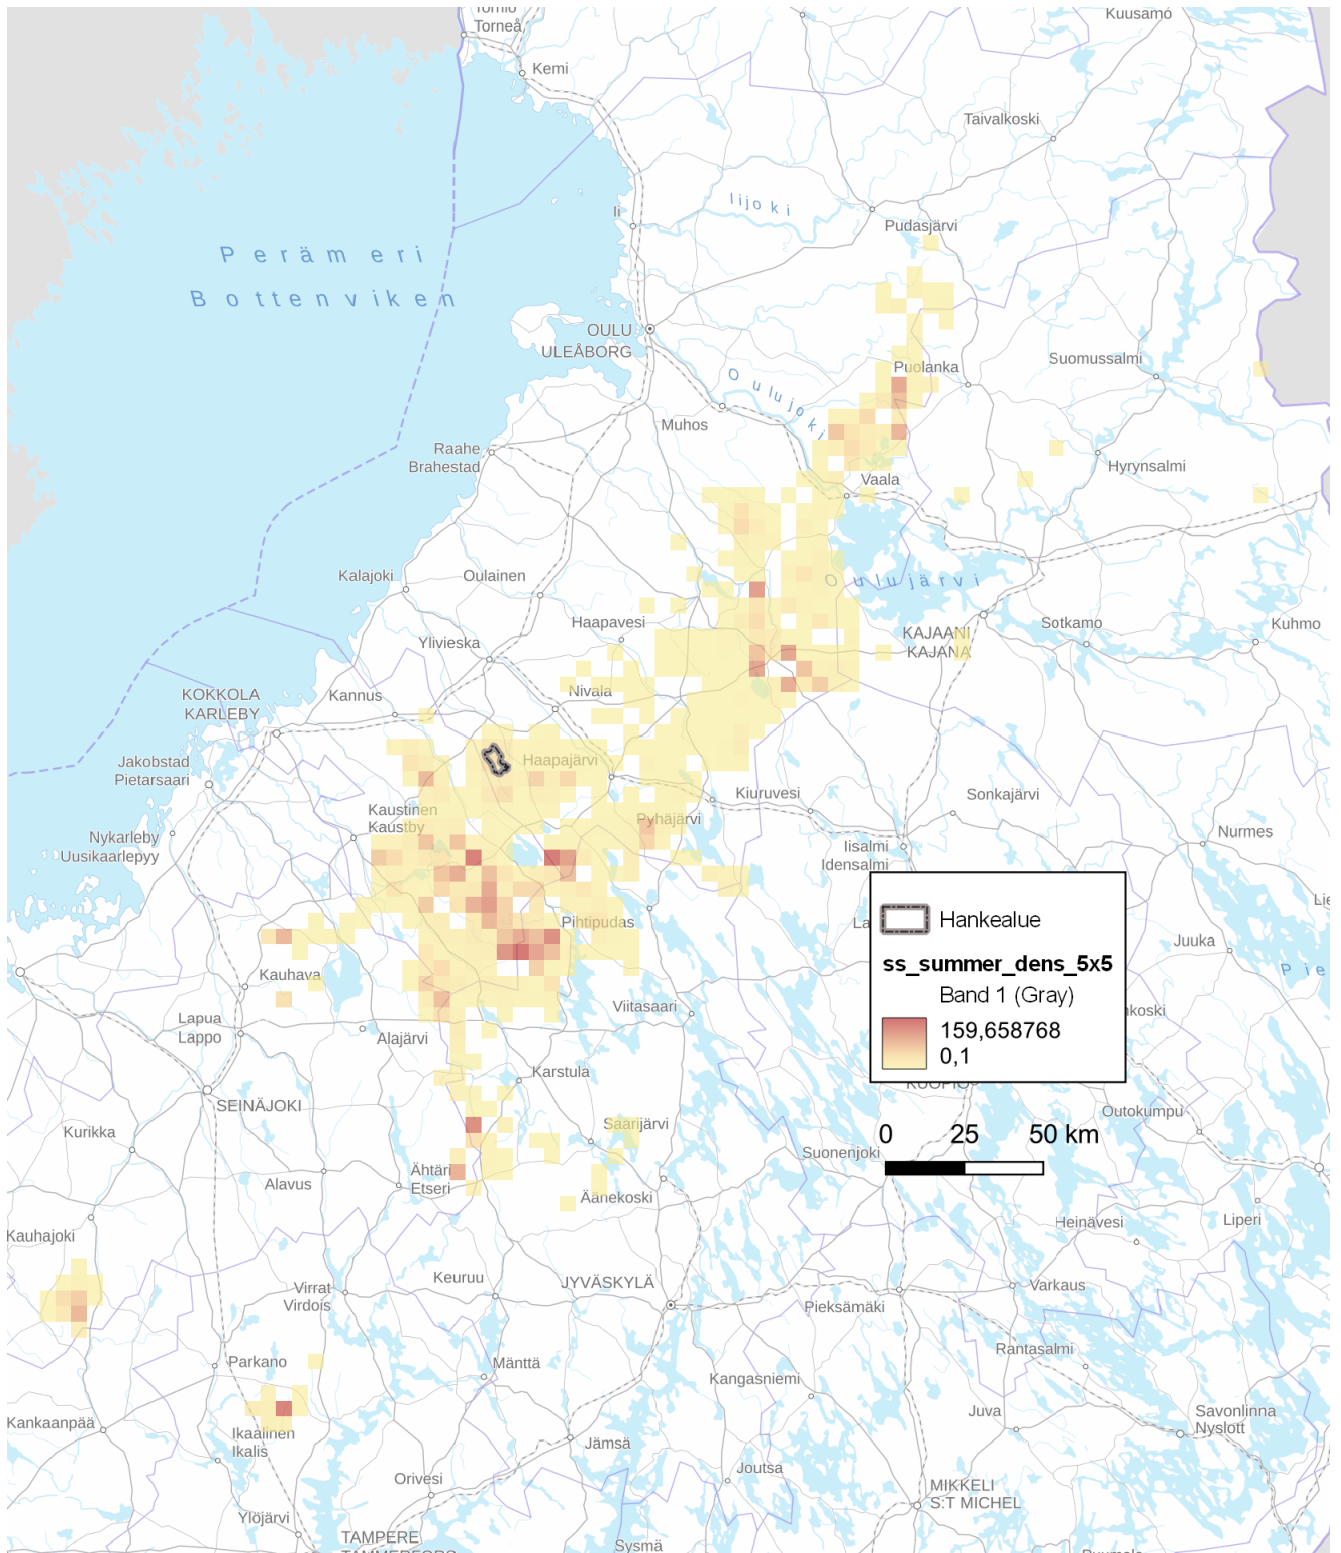 Tornio
Torneå
Kuusamo
Kemi
Taivalkoski
Ii
Iijoki
Pudasjärvi
Perämeri
Bottenviken
OULU
ULEÅBORG
Oulujoki
Puolanka
Suomussalmi
Muhos
Raahe
Brahestad
Hyrynsalmi
Vaala
Kalajoki
Oulainen
Oulujärvi
Haapavesi
Ylivieska
KAJAANI
KAJANA
Sotkamo
Kuhmo
KOKKOLA
KARLEBY
Kannus
Nivala
Jakobstad
Pietarsaari
Haapajärvi
Kiuruvesi
Sonkajärvi
Kaustinen
Kaustby
Pyhäjärvi
Nykarleby
Uusikaarlepyy
Iisalmi
Idensalmi
Nurmes
Hankealue
ss_summer_dens_5x5
Band 1 (Gray)
159,658768
0,1
La
Lie
Pihtipudas
Juuka
Pie
Kauhava
Viitasaari
Lapua
Lappo
Alajärvi
Karstula
KUOPIO
SEINÄJOKI
Outokumpu
Kurikka
Saarijärvi
0 25 50 km
Suonenjoki
Ähtäri
Etseri
Alavus
Äänekoski
Heinävesi
Liperi
Kauhajoki
Keuruu
JYVÄSKYLÄ
Virrat
Virdois
Pieksämäki
Varkaus
Rantasalmi
Parkano
Mänttä
Kangasniemi
Kankaanpää
Ikaalinen
Ikalis
Juva
Savonlinna
Nyslott
Jämsä
Joutsa
Orivesi
MIKKELI
S:T MICHEL
Ylöjärvi
TAMPERE
Sysmä